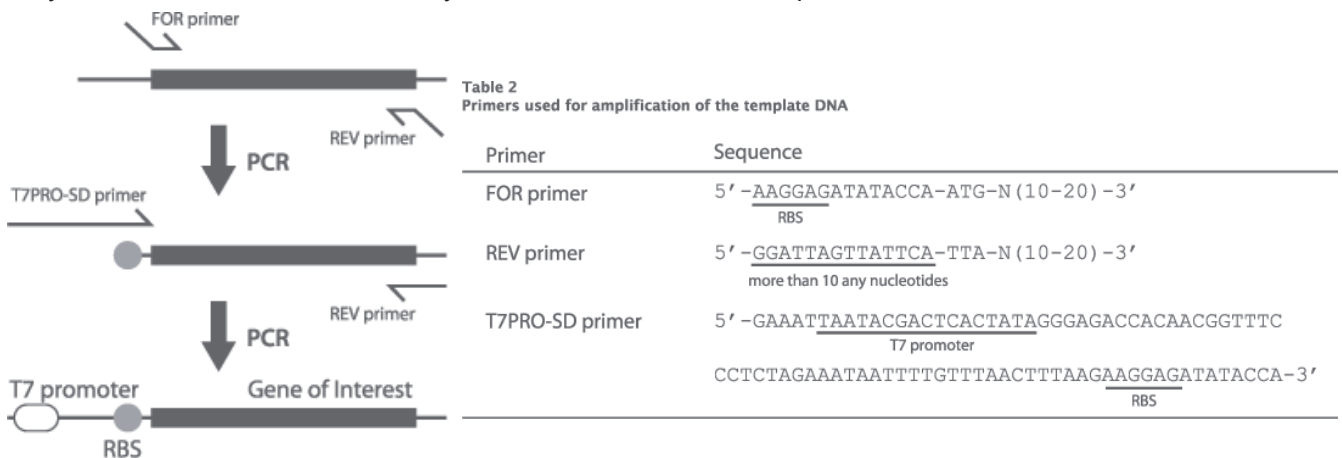 FOR primer
REV primer
PCR
T7PRO-SD primer
REV primer
PCR
T7 promoter
Gene of Interest
RBS
Table 2
Primers used for amplification of the template DNA
Primer Sequence
FOR primer 5'-AAGGAGATATACCA-ATG-N(10-20)-3'
RBS
REV primer 5'-GGATTAGTTATTCA-TTA-N(10-20)-3'
more than 10 any nucleotides
T7PRO-SD primer 5'-GAAATTAATACGACTCACTATAGGGAGACCACAACGGTTTC
T7 promoter
CCTCTAGAAATAATTTTGTTTAACTTTAAGAAGGAGATATACCA-3'
RBS